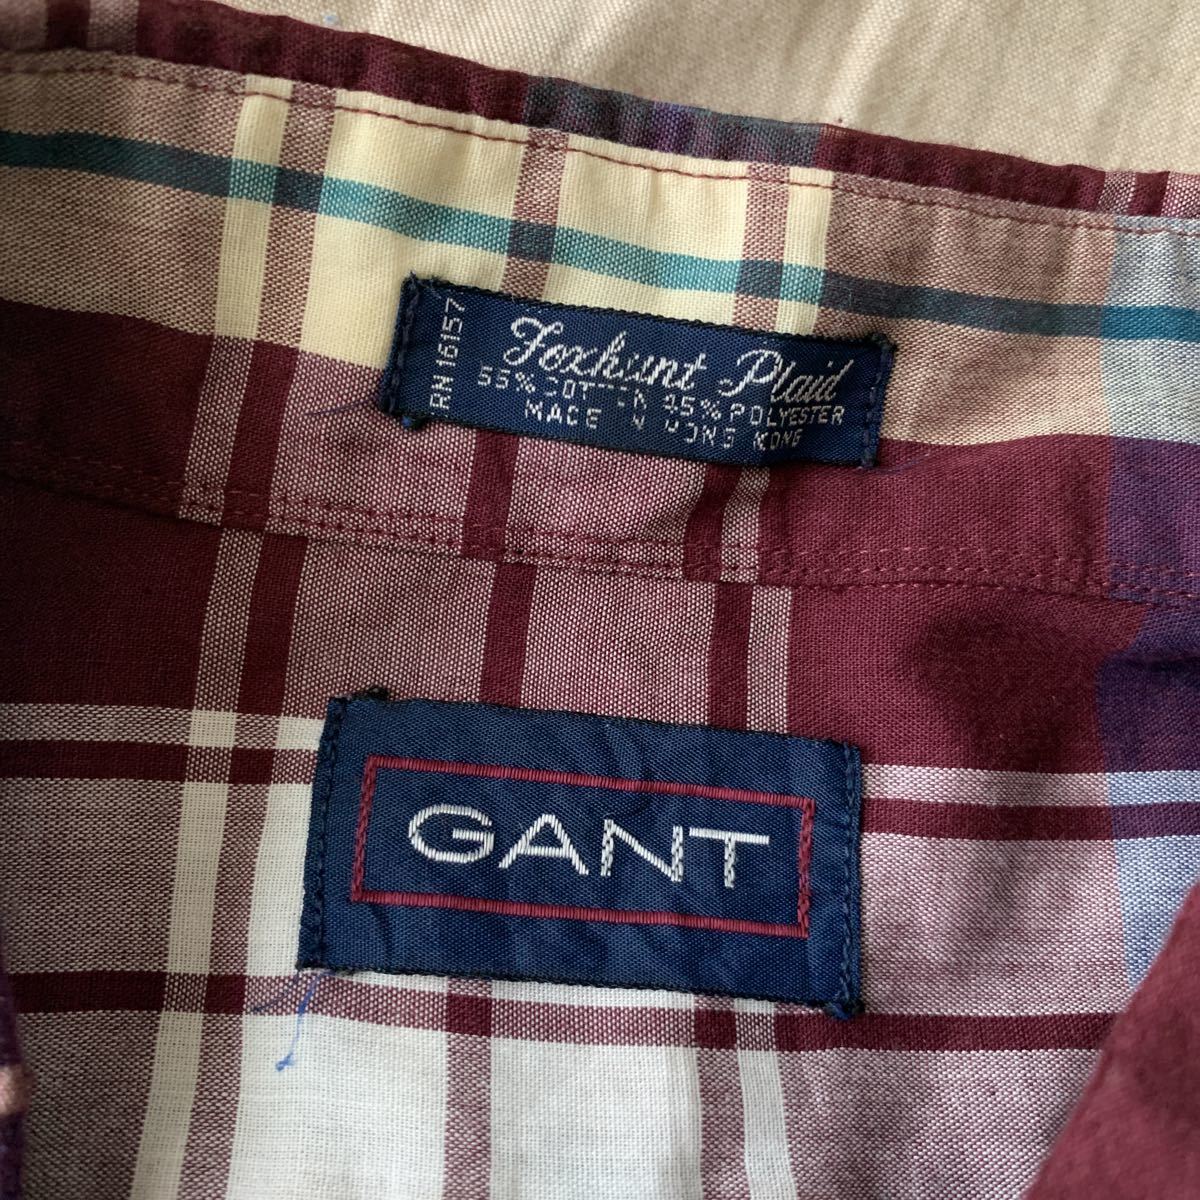 RN 16157
Foxhunt Plaid
55% COTTON 45% POLYESTER
MADE IN HONG KONG
GANT